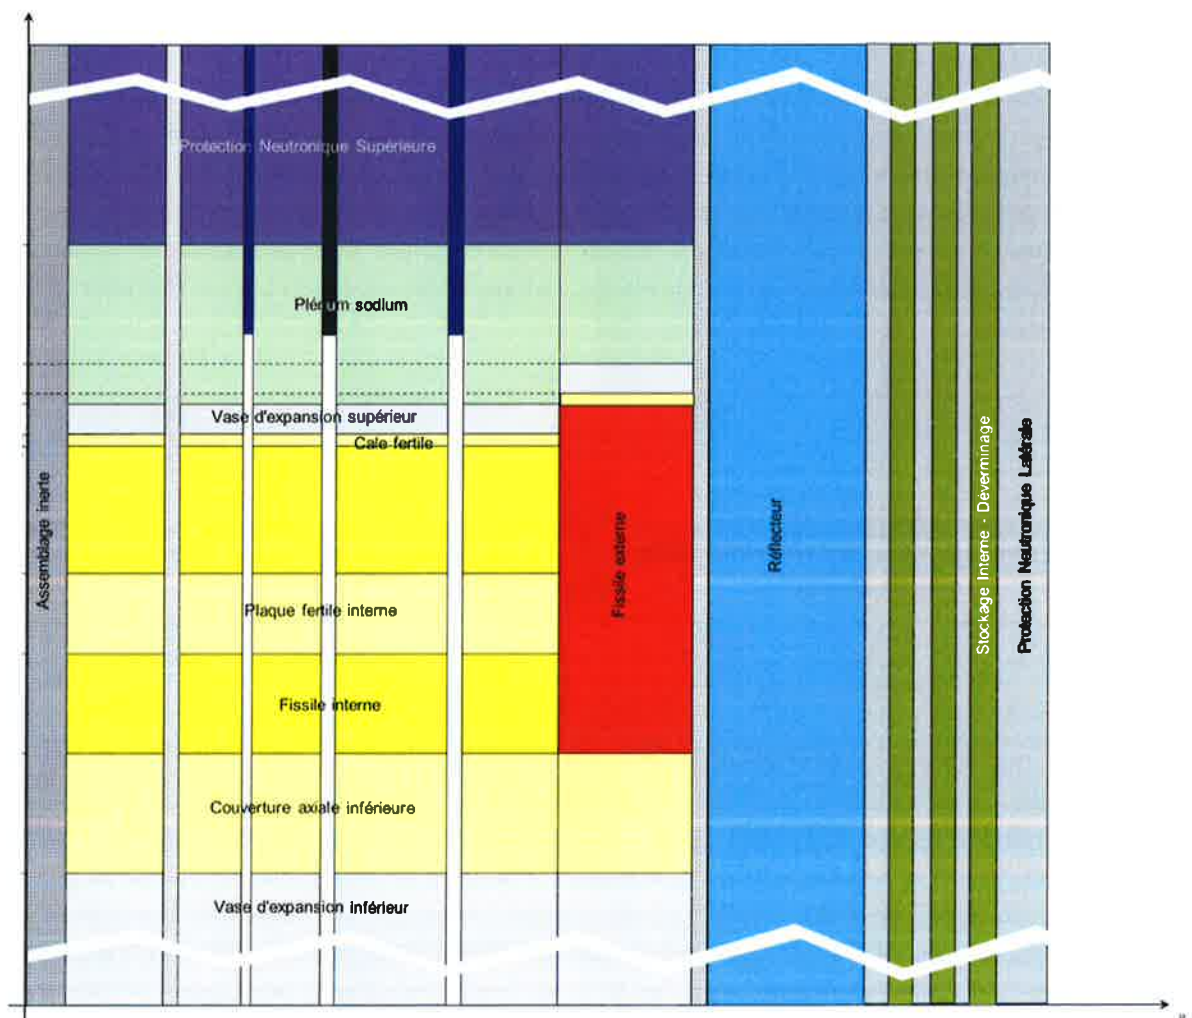 Protection Neutronique Supérieure
Plénum sodium
Vase d'expansion supérieur
Cale fertile
Assemblage inerte
Plaque fertile interne
Fissile externe
Réflecteur
Stockage Interne - Déverminage
Protection Neutronique Latérale
Fissile interne
Couverture axiale inférieure
Vase d'expansion inférieur